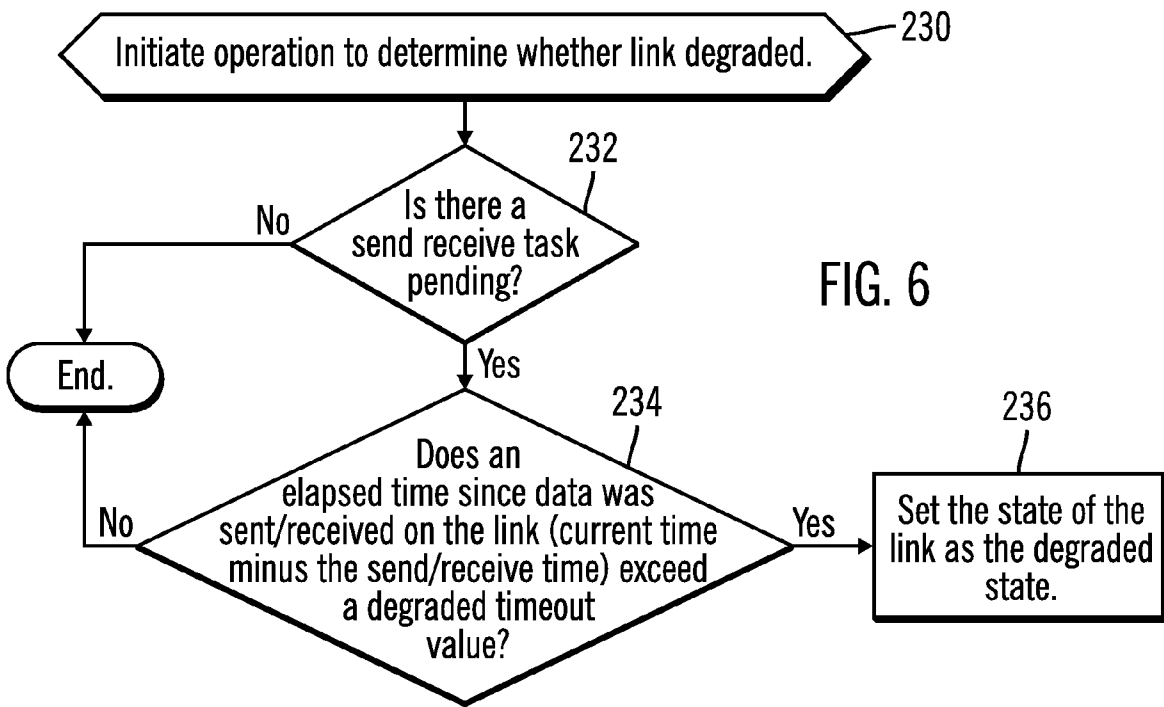 Initiate operation to determine whether link degraded.
230
232
Is there a
send receive task
pending?
No
FIG. 6
End.
Yes
234
236
Does an
elapsed time since data was
sent/received on the link (current time
minus the send/receive time) exceed
a degraded timeout
value?
No
Yes
Set the state of the
link as the degraded
state.